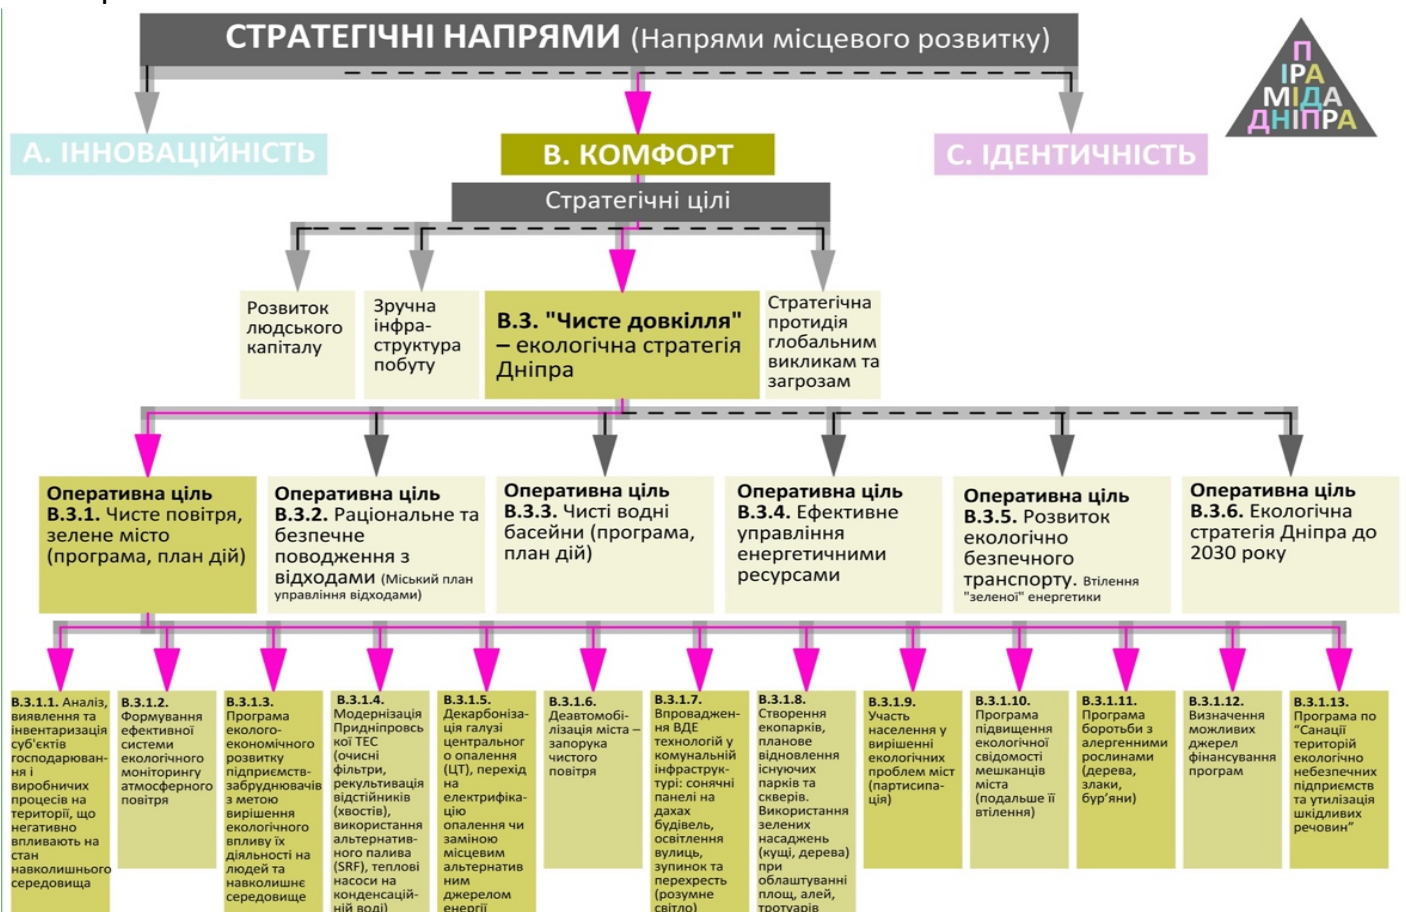 СТРАТЕГІЧНІ НАПРЯМИ (Напрями місцевого розвитку)
П
ІРА
МІДА
ДНІПРА
А. ІННОВАЦІЙНІСТЬ
В. КОМФОРТ
С. ІДЕНТИЧНІСТЬ
Стратегічні цілі
Розвиток
людського
капіталу
Зручна
інфра-
структура
побуту
В.3. "Чисте довкілля"
– екологічна стратегія
Дніпра
Стратегічна
протидія
глобальним
викликам та
загрозам
Оперативна ціль
В.3.1. Чисте повітря,
зелене місто
(програма, план дій)
Оперативна ціль
В.3.2. Раціональне та
безпечне
поводження з
відходами (Міський план
управління відходами)
Оперативна ціль
В.3.3. Чисті водні
басейни (програма,
план дій)
Оперативна ціль
В.3.4. Ефективне
управління
енергетичними
ресурсами
Оперативна ціль
В.3.5. Розвиток
екологічно
безпечного
транспорту. Втілення
"зеленої" енергетики
Оперативна ціль
В.3.6. Екологічна
стратегія Дніпра до
2030 року
В.3.1.1. Аналіз,
виявлення та
інвентаризація
суб'єктів
господарюван-
ня і
виробничих
процесів на
території, що
негативно
впливають на
стан
навколишнього
середовища
В.3.1.2.
Формування
ефективної
системи
екологічного
моніторингу
атмосферного
повітря
В.3.1.3.
Програма
еколого-
економічного
розвитку
підприємств-
забруднювачів
з метою
вирішення
екологічного
впливу їх
діяльності на
людей та
навколишнє
середовище
В.3.1.4.
Модернізація
Придніпровсь
кої ТЕС
(очисні
фільтри,
рекультивація
відстійників
(хвостів),
використання
альтернатив-
ного палива
(SRF), теплові
насоси на
конденсацій-
ній воді)
В.3.1.5.
Декарбоніза-
ція галузі
центральног
о опалення
(ЦТ), перехід
на
електрифіка-
цію
опалення чи
заміною
місцевим
альтернатив
ним
джерелом
енергії
В.3.1.6.
Деавтомобі-
лізація міста –
запорука
чистого
повітря
В.3.1.7.
Впроваджен-
ня ВДЕ
технологій у
комунальній
інфраструк-
турі: сонячні
панелі на
дахах
будівель,
освітлення
вулиць,
зупинок та
перехресть
(розумне
світло)
В.3.1.8.
Створення
екопарків,
планове
відновлення
існуючих
парків та
скверів.
Використання
зелених
насаджень
(кущі, дерева)
при
облаштуванні
площ, алей,
тротуарів
В.3.1.9.
Участь
населення у
вирішенні
екологічних
проблем міст
(партисипа-
ція)
В.3.1.10.
Програма
підвищення
екологічної
свідомості
мешканців
міста
(подальше її
втілення)
В.3.1.11.
Програма
боротьби з
алергенними
рослинами
(дерева,
злаки,
бур’яни)
В.3.1.12.
Визначення
можливих
джерел
фінансування
програм
В.3.1.13.
Програма по
“Санації
територій
екологічно
небезпечних
підприємств
та утилізація
шкідливих
речовин”